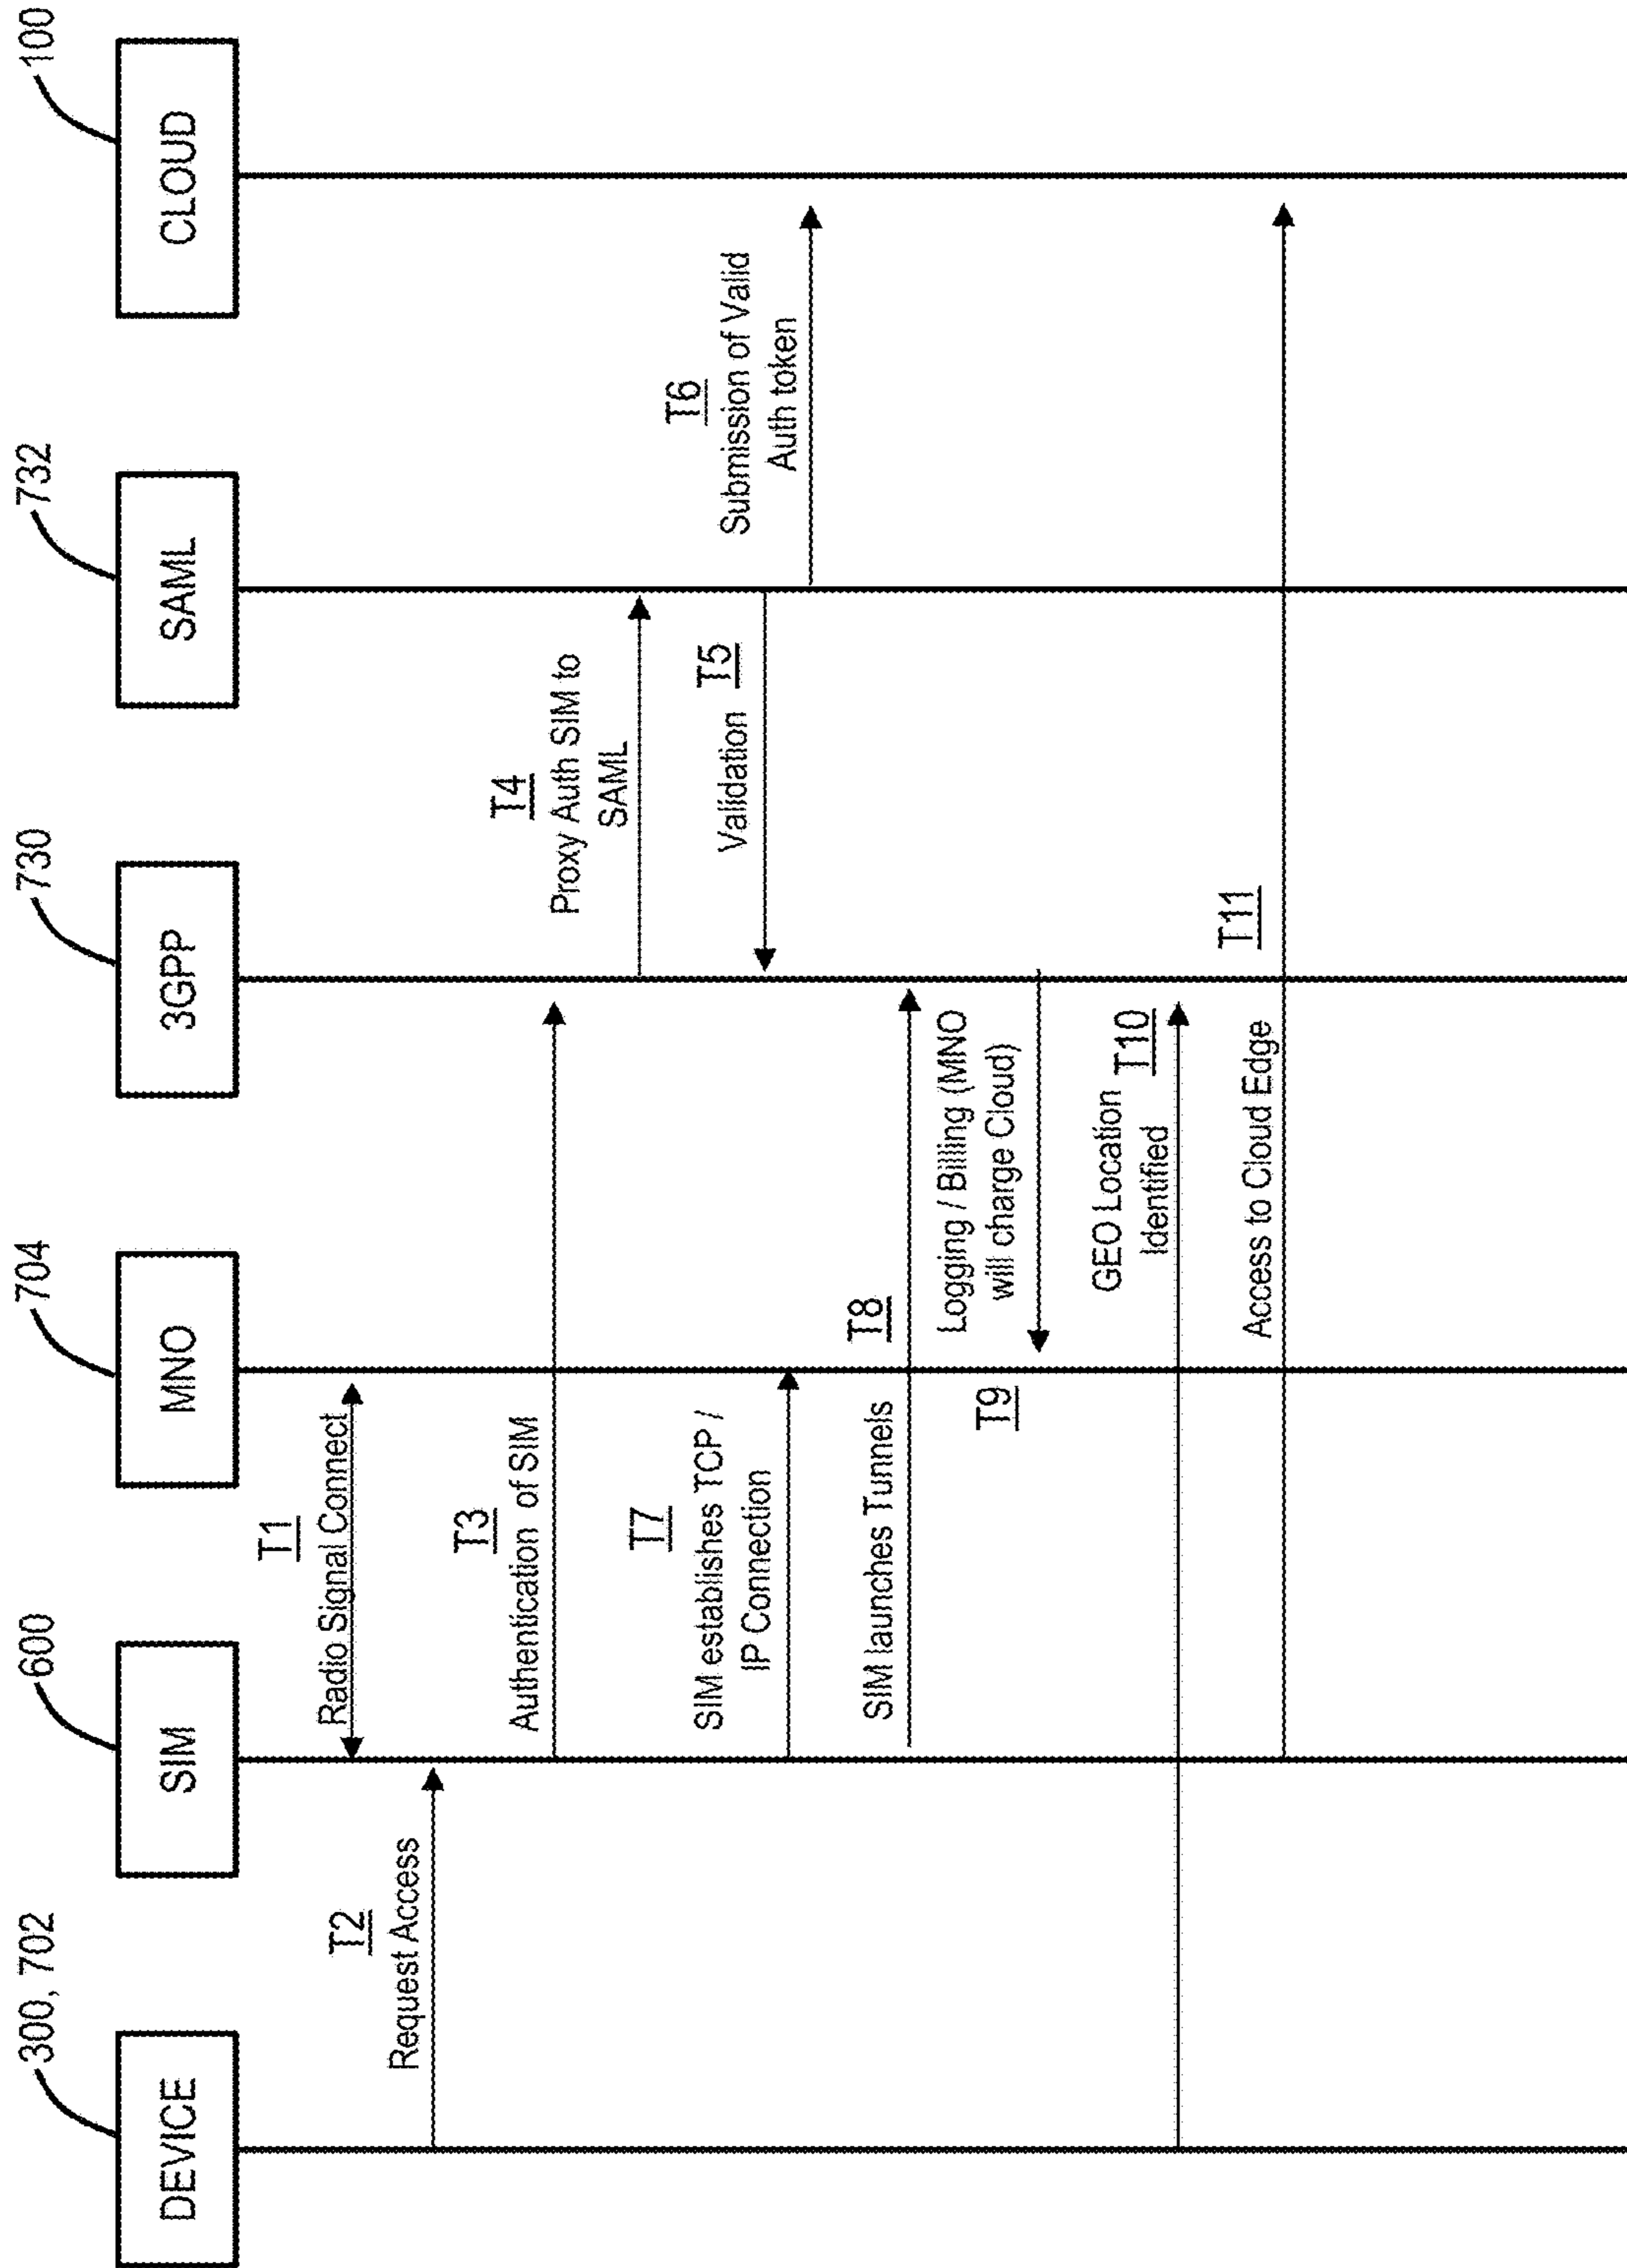 300, 702
600
704
730
732
100
DEVICE
SIM
MNO
3GPP
SAML
CLOUD
T1
Radio Signal Connect
T2
Request Access
T3
Authentication of SIM
T4
Proxy Auth SIM to
SAML
T5
Validation
T6
Submission of Valid
Auth token
T7
SIM establishes TCP /
IP Connection
T8
SIM launches Tunnels
Logging / Billing (MNO
will charge Cloud)
T9
GEO Location
Identified
T10
Access to Cloud Edge
T11